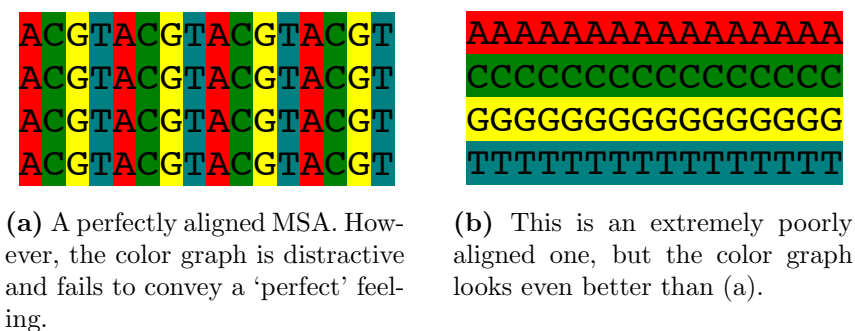 ACGTACGTACGTACGT
ACGTACGTACGTACGT
ACGTACGTACGTACGT
ACGTACGTACGTACGT
(a) A perfectly aligned MSA. How-
ever, the color graph is distractive
and fails to convey a ‘perfect’ feel-
ing.
AAAAAAAAAAAAAAAA
CCCCCCCCCCCCCCCC
GGGGGGGGGGGGGGGG
TTTTTTTTTTTTTTTT
(b) This is an extremely poorly
aligned one, but the color graph
looks even better than (a).